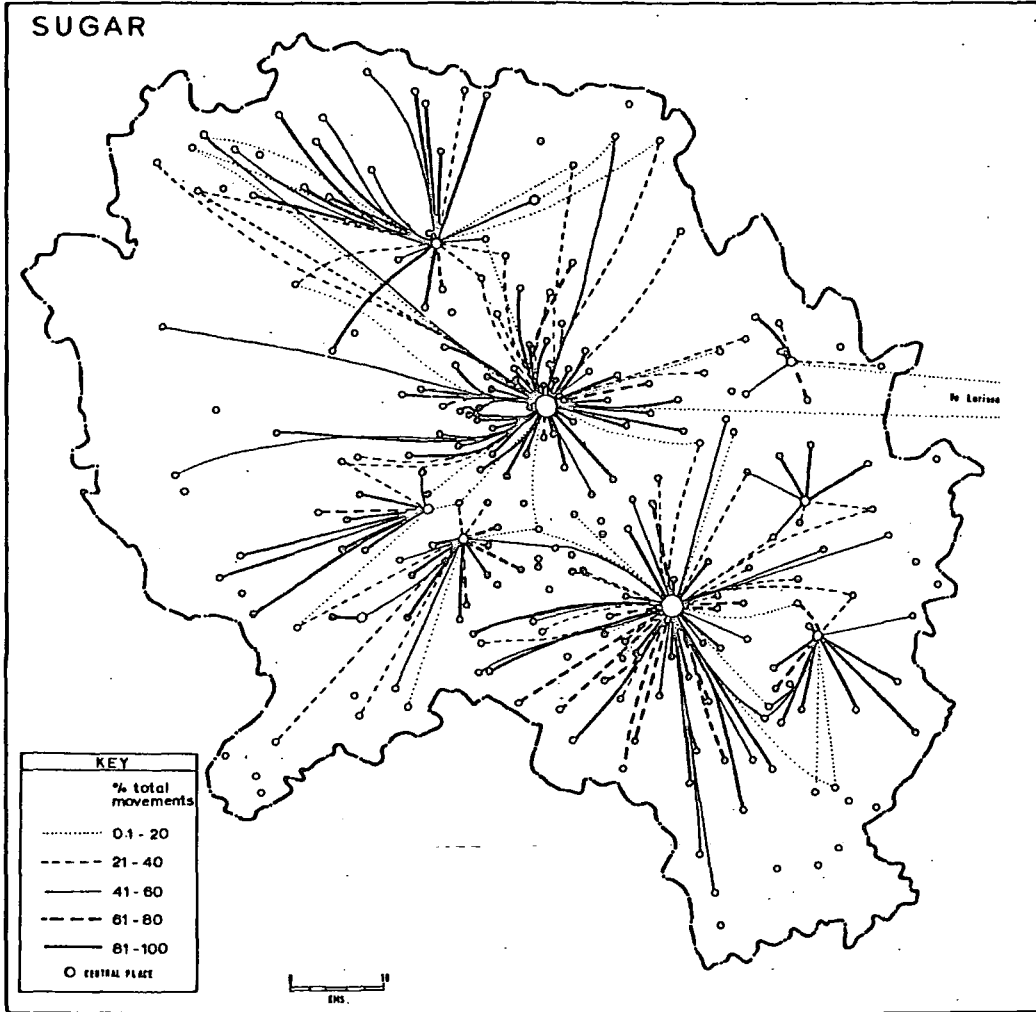 SUGAR
To Larissa
KEY
% total
movements
0.1 - 20
21 - 40
41 - 60
61 - 80
81 - 100
CENTRAL PLACE
0 10
KMS.